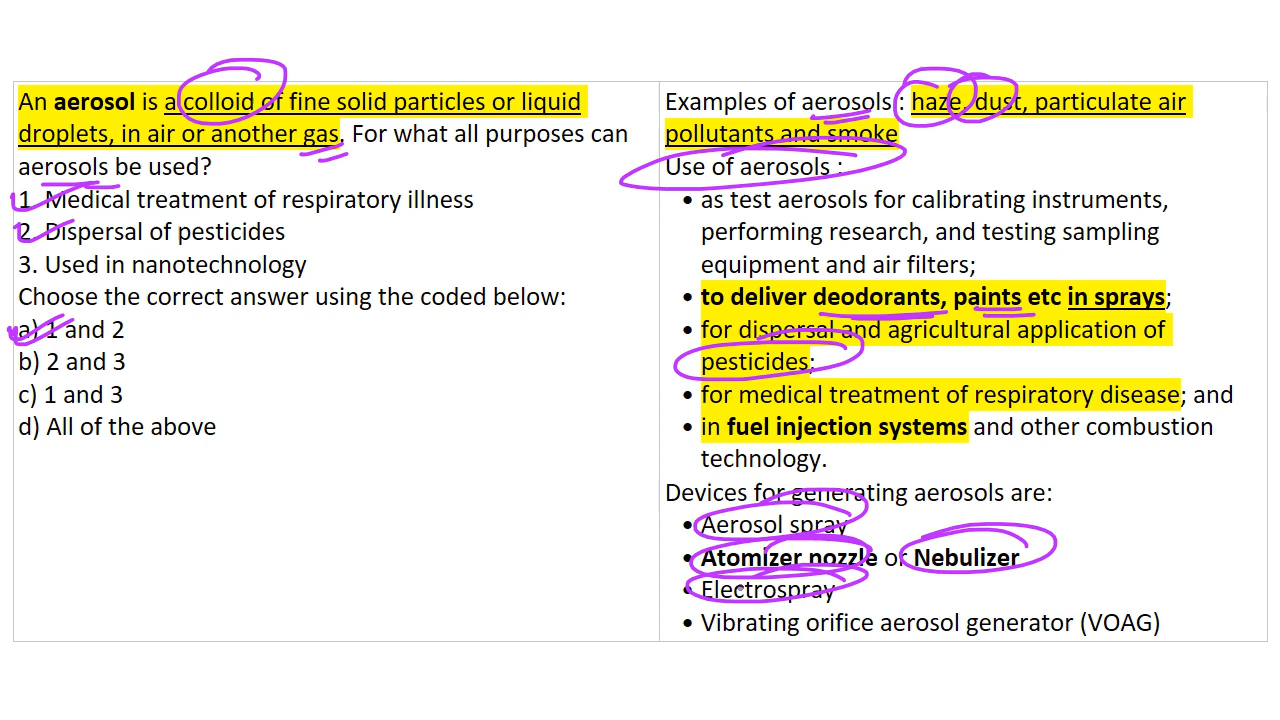 An aerosol is a colloid of fine solid particles or liquid
droplets, in air or another gas. For what all purposes can
aerosols be used?
1. Medical treatment of respiratory illness
2. Dispersal of pesticides
3. Used in nanotechnology
Choose the correct answer using the coded below:
a) 1 and 2
b) 2 and 3
c) 1 and 3
d) All of the above
Examples of aerosols : haze, dust, particulate air
pollutants and smoke
Use of aerosols :
• as test aerosols for calibrating instruments,
performing research, and testing sampling
equipment and air filters;
• to deliver deodorants, paints etc in sprays;
• for dispersal and agricultural application of
pesticides;
• for medical treatment of respiratory disease; and
• in fuel injection systems and other combustion
technology.
Devices for generating aerosols are:
• Aerosol spray
• Atomizer nozzle or Nebulizer
• Electrospray
• Vibrating orifice aerosol generator (VOAG)